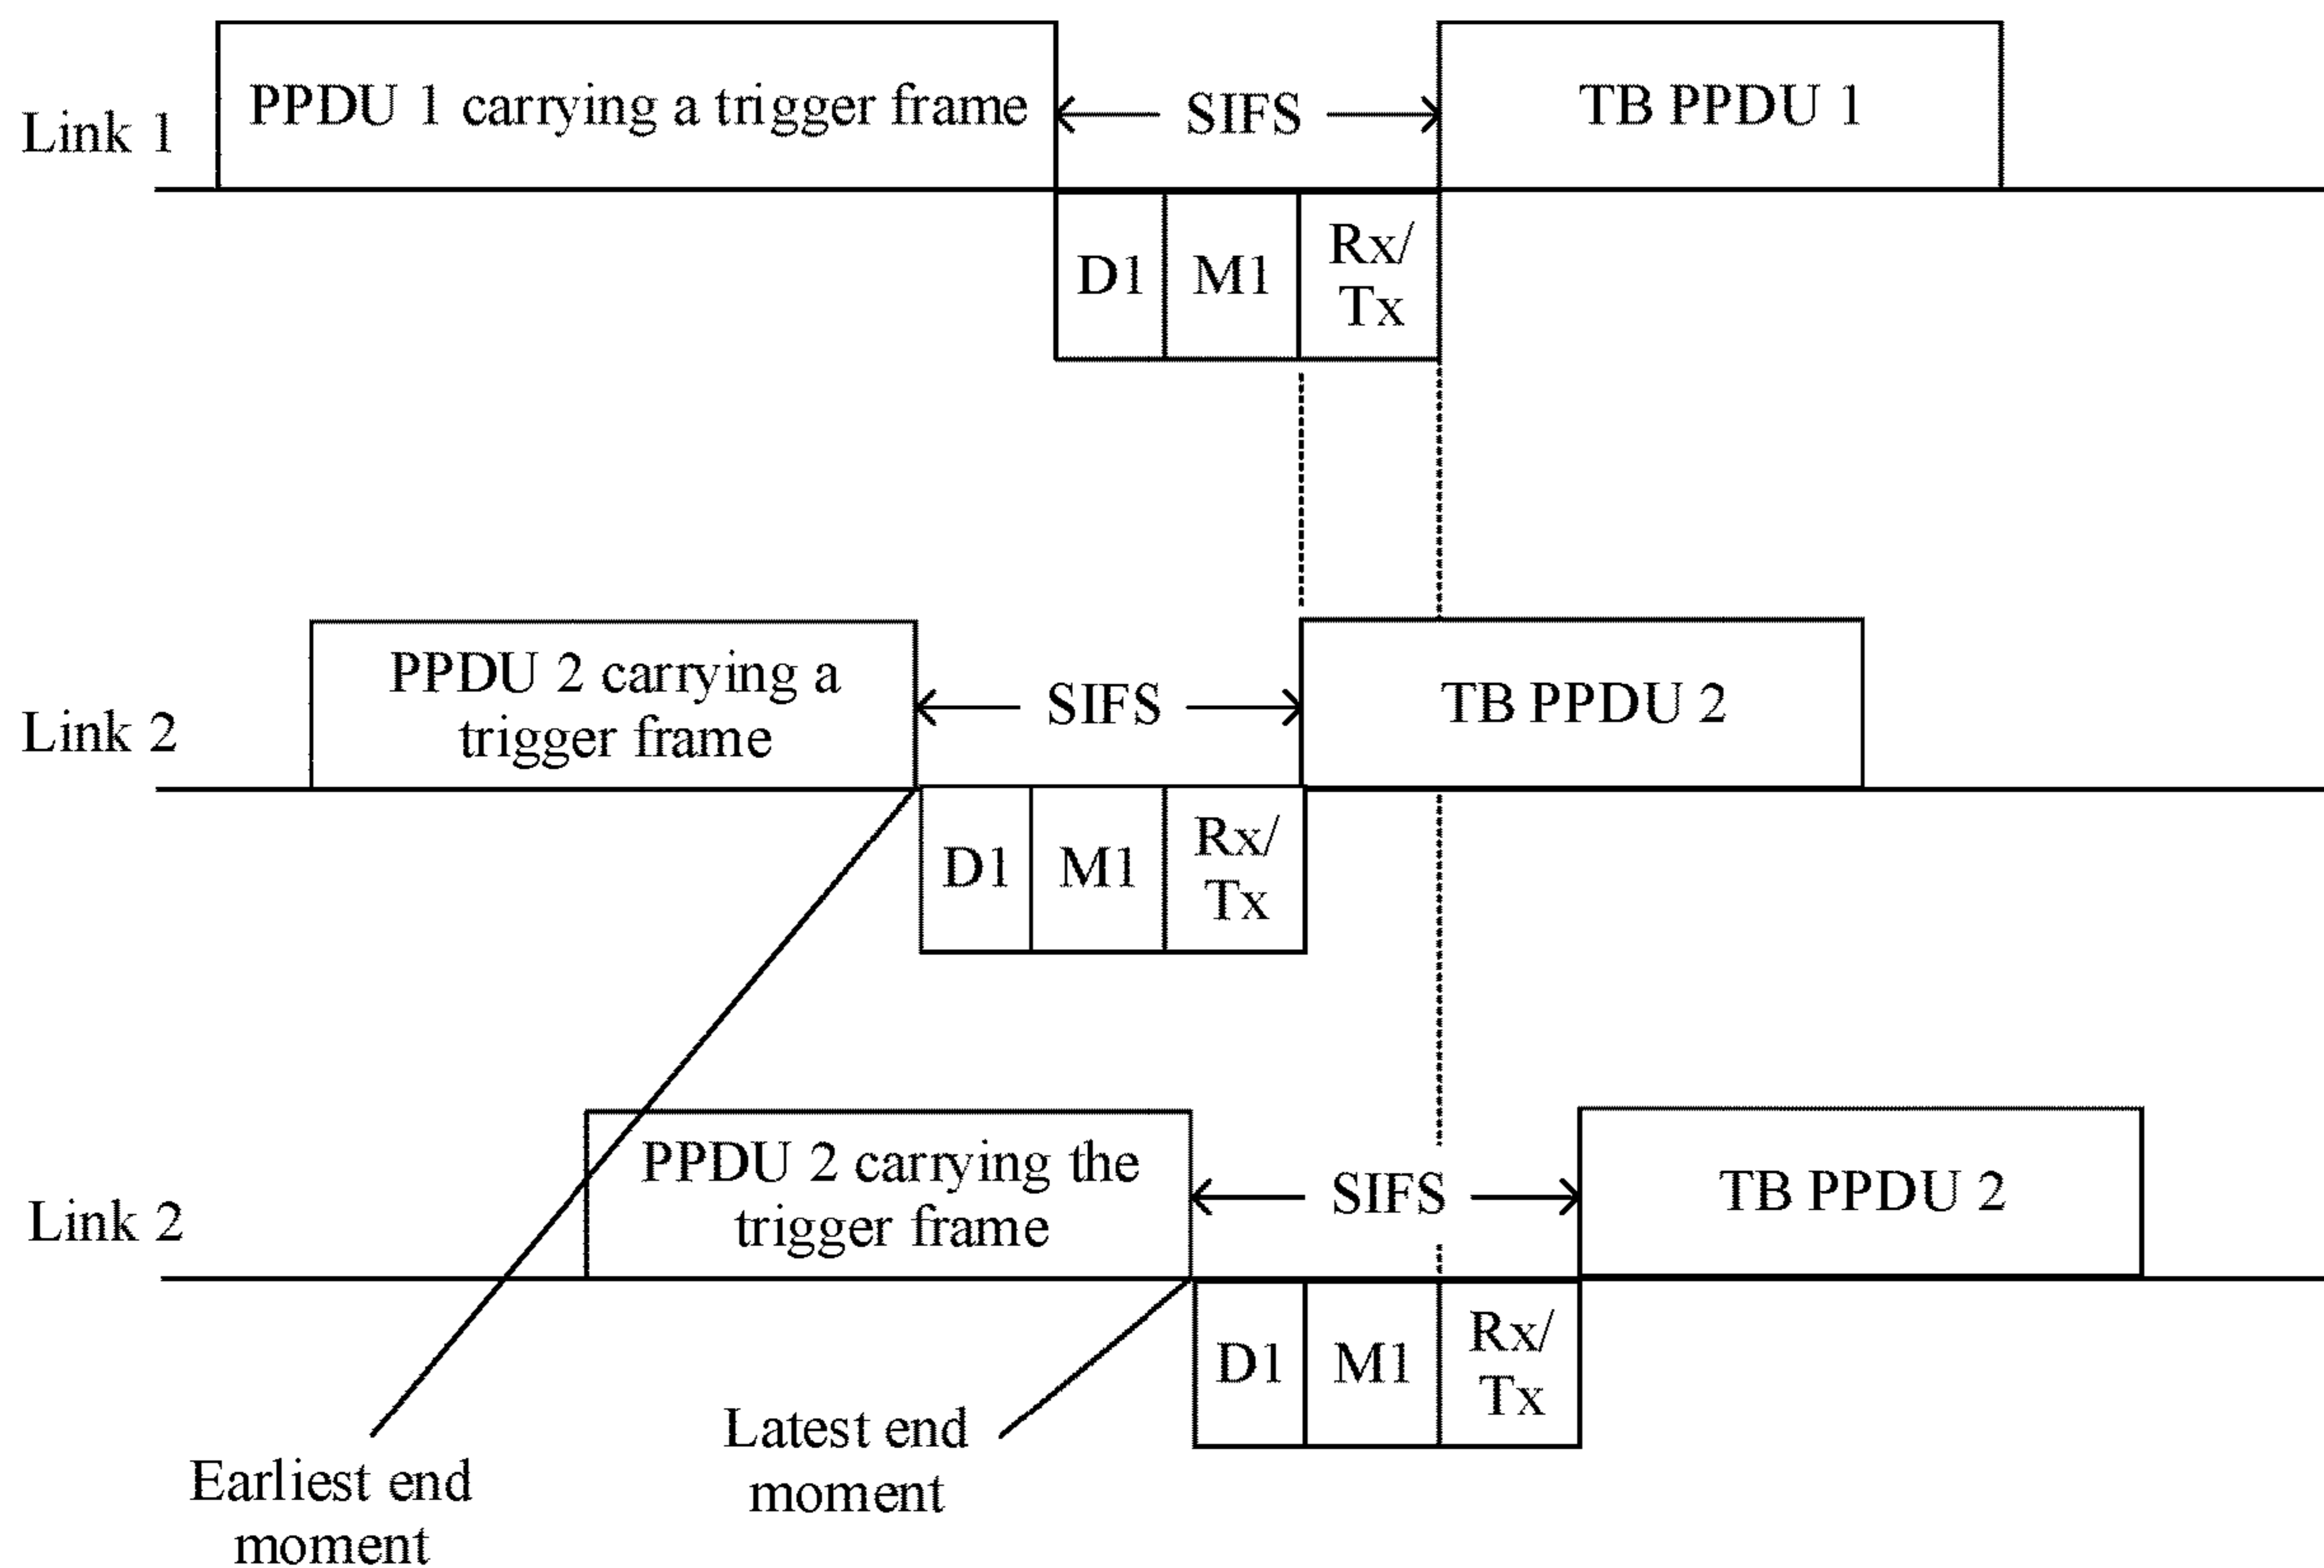 PPDU 1 carrying a trigger frame
SIFS
TB PPDU 1
Link 1
D1
M1
Rx/
Tx
PPDU 2 carrying a
trigger frame
SIFS
TB PPDU 2
Link 2
D1
M1
Rx/
Tx
PPDU 2 carrying the
trigger frame
SIFS
TB PPDU 2
Link 2
D1
M1
Rx/
Tx
Latest end
moment
Earliest end
moment